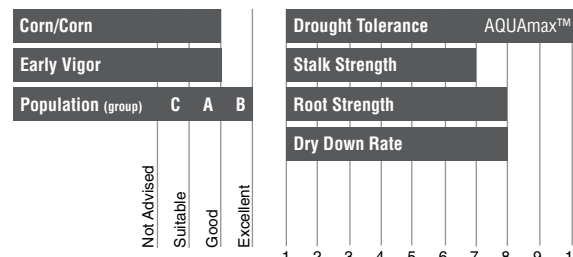 Corn/Corn
Early Vigor
Population (group) C A B
Not Advised
Suitable
Good
Excellent
Drought Tolerance AQUAmax™
Stalk Strength
Root Strength
Dry Down Rate
1 2 3 4 5 6 7 8 9 1